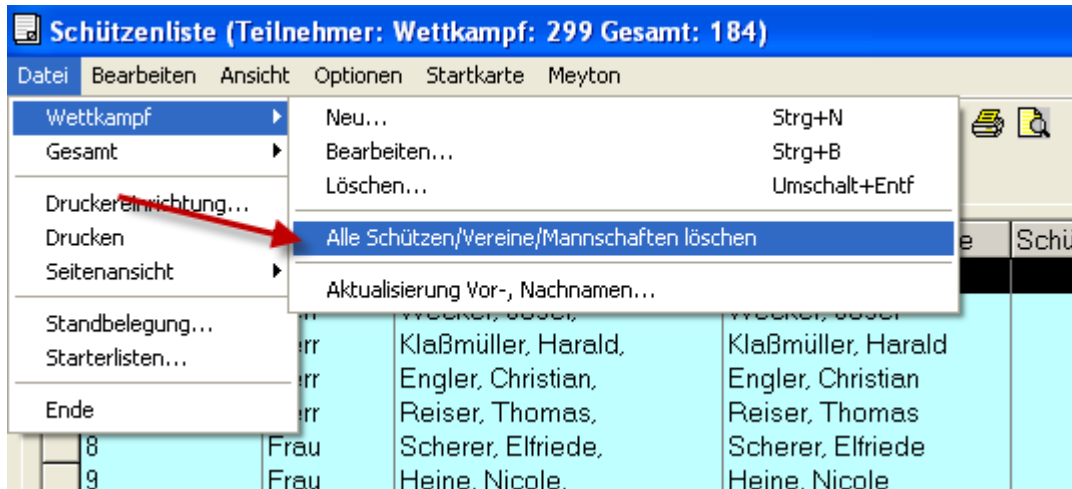 Schützenliste (Teilnehmer: Wettkampf: 299 Gesamt: 184)
Datei Bearbeiten Ansicht Optionen Startkarte Meyton
Wettkampf
Gesamt
Druckereinrichtung...
Drucken
Seitenansicht
Standbelegung...
Starterlisten...
Ende
Neu... Strg+N
Bearbeiten... Strg+B
Löschen... Umschalt+Entf
Alle Schützen/Vereine/Mannschaften löschen
Aktualisierung Vor-, Nachnamen...
Klaßmüller, Harald, Klaßmüller, Harald
Engler, Christian, Engler, Christian
Reiser, Thomas, Reiser, Thomas
8 Frau Scherer, Elfriede, Scherer, Elfriede
9 Frau Heine, Nicole, Heine, Nicole